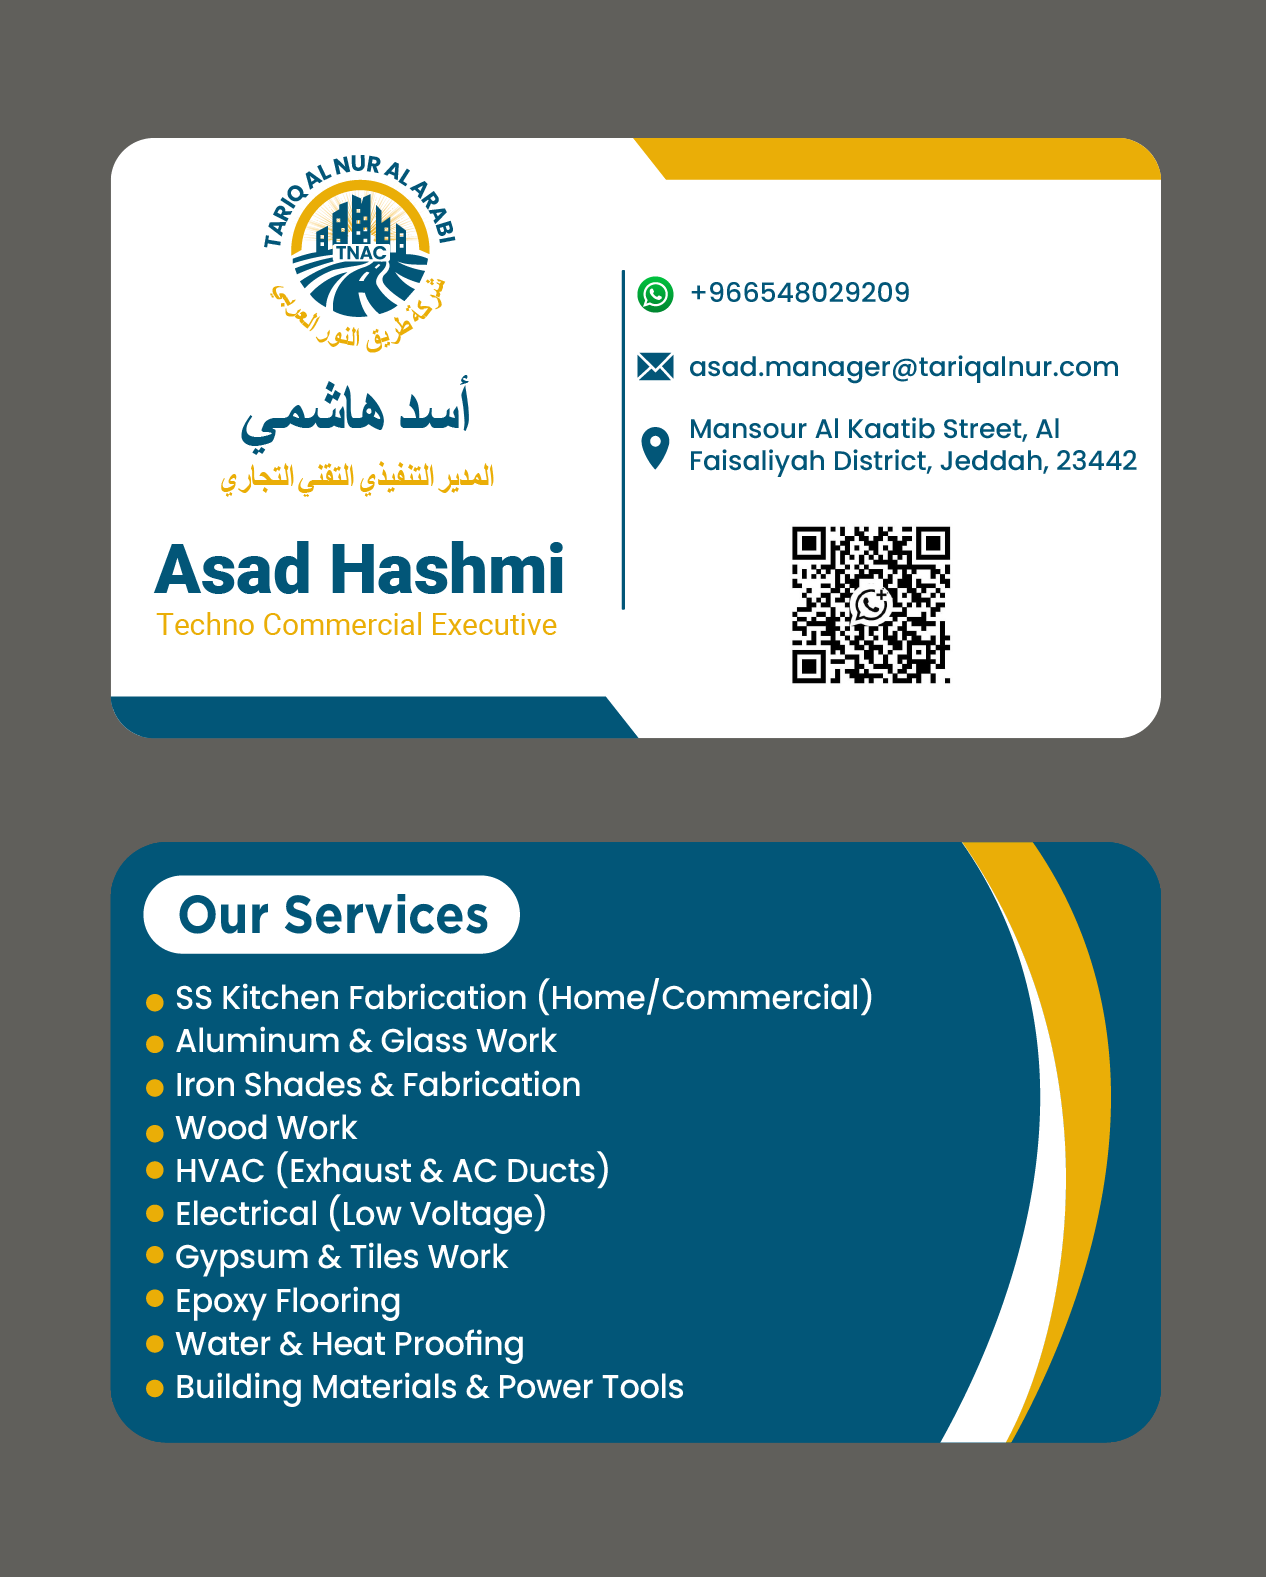 TARIQ AL NUR AL ARABI
TNAC
شركة طريق النور العربي
أسد هاشمي
المدير التنفيذي التقني التجاري
Asad Hashmi
Techno Commercial Executive
+966548029209
asad.manager@tariqalnur.com
Mansour Al Kaatib Street, Al
Faisaliyah District, Jeddah, 23442
Our Services
SS Kitchen Fabrication (Home/Commercial)
Aluminum & Glass Work
Iron Shades & Fabrication
Wood Work
HVAC (Exhaust & AC Ducts)
Electrical (Low Voltage)
Gypsum & Tiles Work
Epoxy Flooring
Water & Heat Proofing
Building Materials & Power Tools